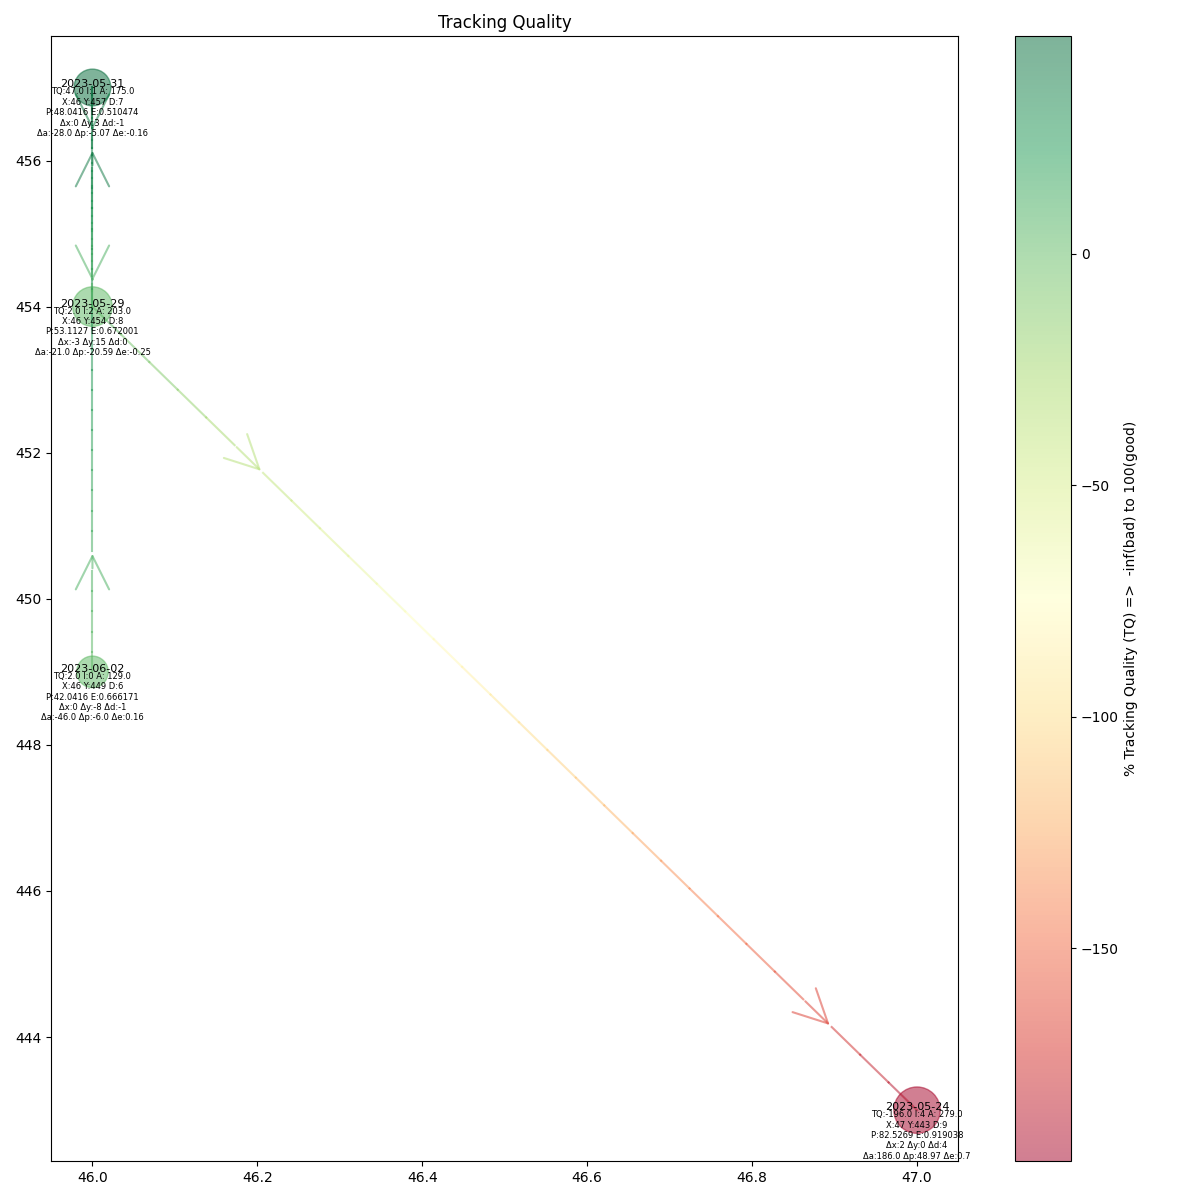 Tracking Quality
2023-05-31
TQ:47.0 I:1 A: 175.0
X:46 Y:457 D:7
P:48.0416 E:0.510474
Δx:0 Δy:3 Δd:-1
Δa:-28.0 Δp:-5.07 Δe:-0.16
2023-05-29
TQ:2.0 I:2 A: 203.0
X:46 Y:454 D:8
P:53.1127 E:0.672001
Δx:-3 Δy:15 Δd:0
Δa:-21.0 Δp:-20.59 Δe:-0.25
2023-06-02
TQ:2.0 I:0 A: 129.0
X:46 Y:449 D:6
P:42.0416 E:0.666171
Δx:0 Δy:-8 Δd:-1
Δa:-46.0 Δp:-6.0 Δe:0.16
2023-05-24
TQ:-196.0 I:4 A: 279.0
X:47 Y:443 D:9
P:82.5269 E:0.919038
Δx:2 Δy:0 Δd:4
Δa:186.0 Δp:48.97 Δe:0.7
456
454
452
450
448
446
444
46.0
46.2
46.4
46.6
46.8
47.0
0
−50
−100
−150
% Tracking Quality (TQ) => -inf(bad) to 100(good)